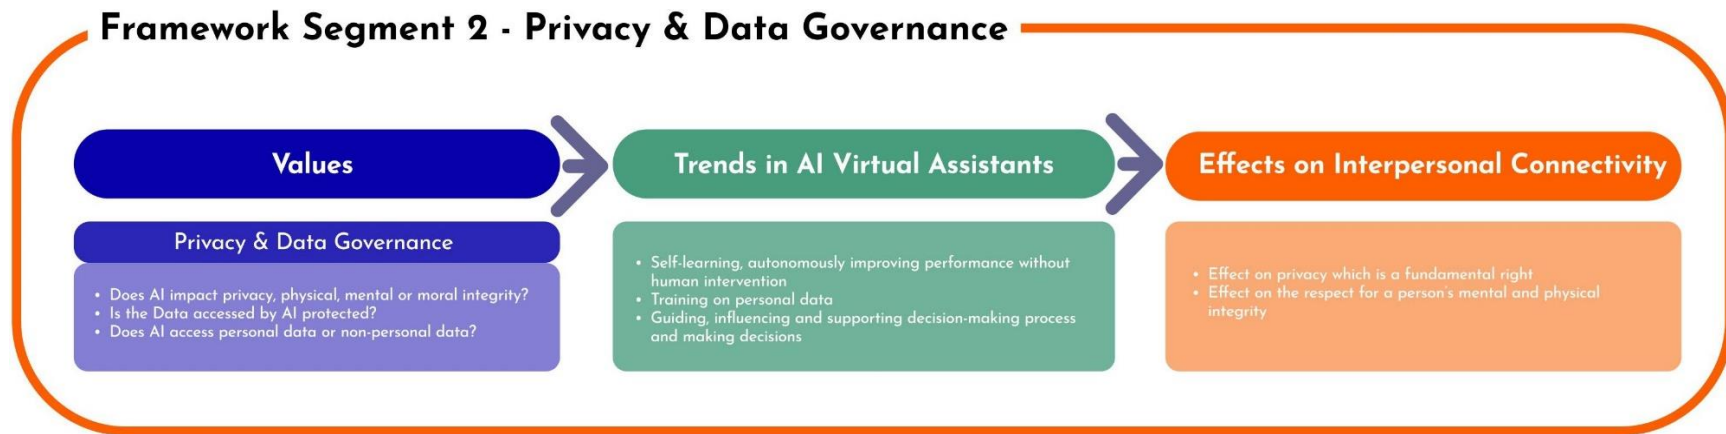 Framework Segment 2 - Privacy & Data Governance
Values
Trends in AI Virtual Assistants
Effects on Interpersonal Connectivity
Privacy & Data Governance
• Does AI impact privacy, physical, mental or moral integrity?
• Is the Data accessed by AI protected?
• Does AI access personal data or non-personal data?
• Self-learning, autonomously improving performance without
human intervention
• Training on personal data
• Guiding, influencing and supporting decision-making process
and making decisions
• Effect on privacy which is a fundamental right
• Effect on the respect for a person's mental and physical
integrity